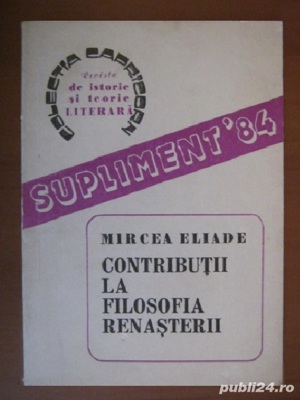 COLECȚIA CAPRICORN
Revista
de istorie
și teorie
LITERARĂ
SUPLIMENT '84
MIRCEA ELIADE
CONTRIBUȚII
LA
FILOSOFIA
RENAȘTERII
publi24.ro